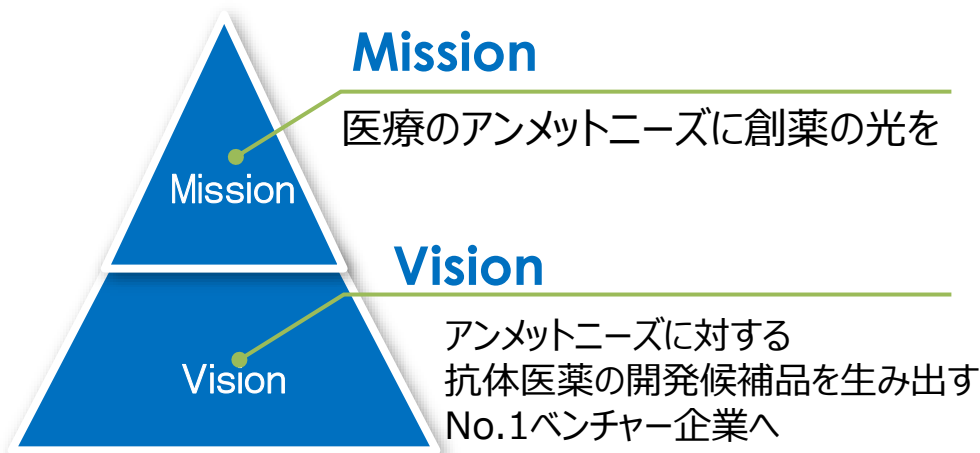 Mission
医療のアンメットニーズに創薬の光を
Mission
Vision
アンメットニーズに対する
抗体医薬の開発候補品を生み出す
No.1ベンチャー企業へ
Vision